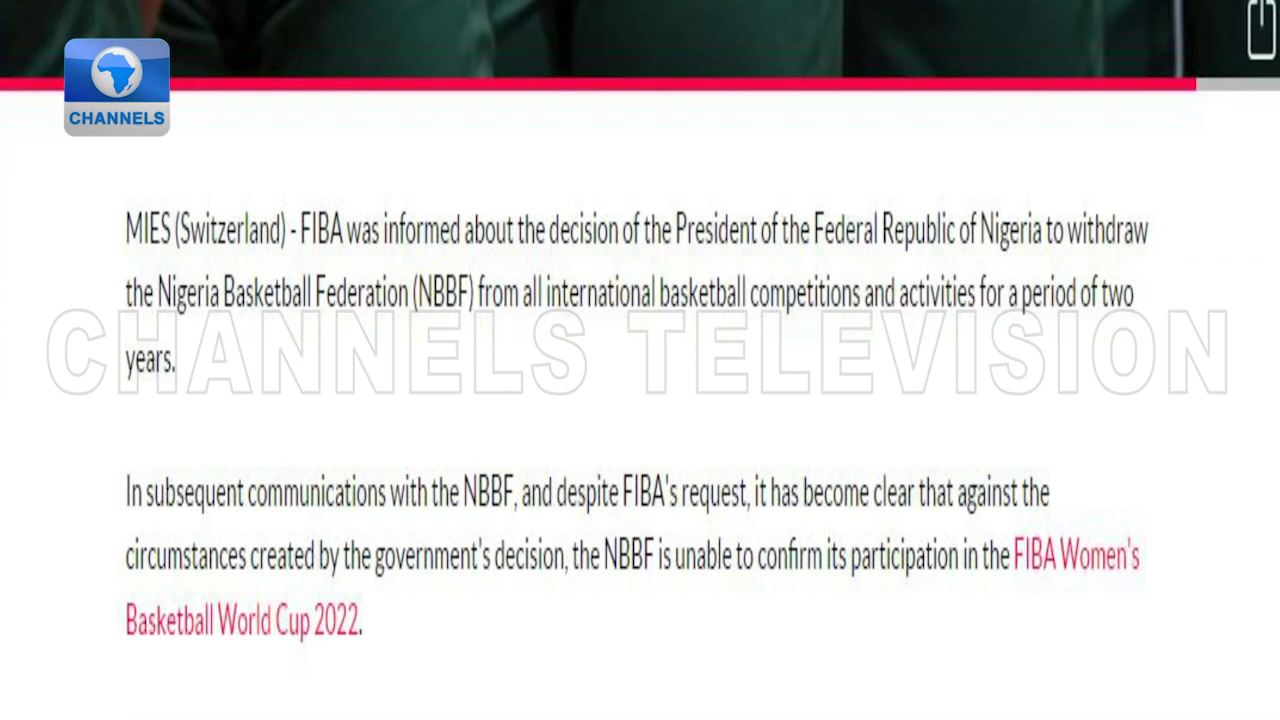 CHANNELS
MIES (Switzerland) - FIBA was informed about the decision of the President of the Federal Republic of Nigeria to withdraw
the Nigeria Basketball Federation (NBBF) from all international basketball competitions and activities for a period of two
CHANNELS TELEVISION
years.
In subsequent communications with the NBBF, and despite FIBA's request, it has become clear that against the
circumstances created by the government's decision, the NBBF is unable to confirm its participation in the FIBA Women's
Basketball World Cup 2022.